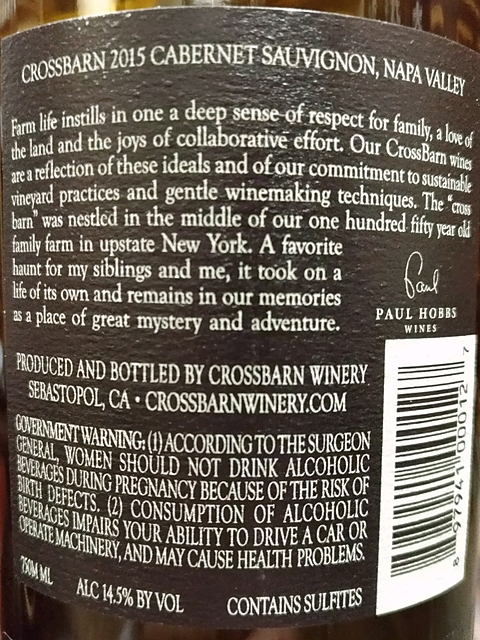 CROSSBARN 2015 CABERNET SAUVIGNON, NAPA VALLEY
Farm life instills in one a deep sense of respect for family, a love of
the land and the joys of collaborative effort. Our CrossBarn wines
are a reflection of these ideals and of our commitment to sustainable
vineyard practices and gentle winemaking techniques. The "cross
barn" was nestled in the middle of our one hundred fifty year old
family farm in upstate New York. A favorite
haunt for my siblings and me, it took on a
life of its own and remains in our memories
as a place of great mystery and adventure.
Paul
PAUL HOBBS
WINES
PRODUCED AND BOTTLED BY CROSSBARN WINERY
SEBASTOPOL, CA • CROSSBARNWINERY.COM
GOVERNMENT WARNING: (1) ACCORDING TO THE SURGEON
GENERAL, WOMEN SHOULD NOT DRINK ALCOHOLIC
BEVERAGES DURING PREGNANCY BECAUSE OF THE RISK OF
BIRTH DEFECTS. (2) CONSUMPTION OF ALCOHOLIC
BEVERAGES IMPAIRS YOUR ABILITY TO DRIVE A CAR OR
OPERATE MACHINERY, AND MAY CAUSE HEALTH PROBLEMS.
750M ML
ALC 14.5% BY VOL
CONTAINS SULFITES
8 97941 00012 7